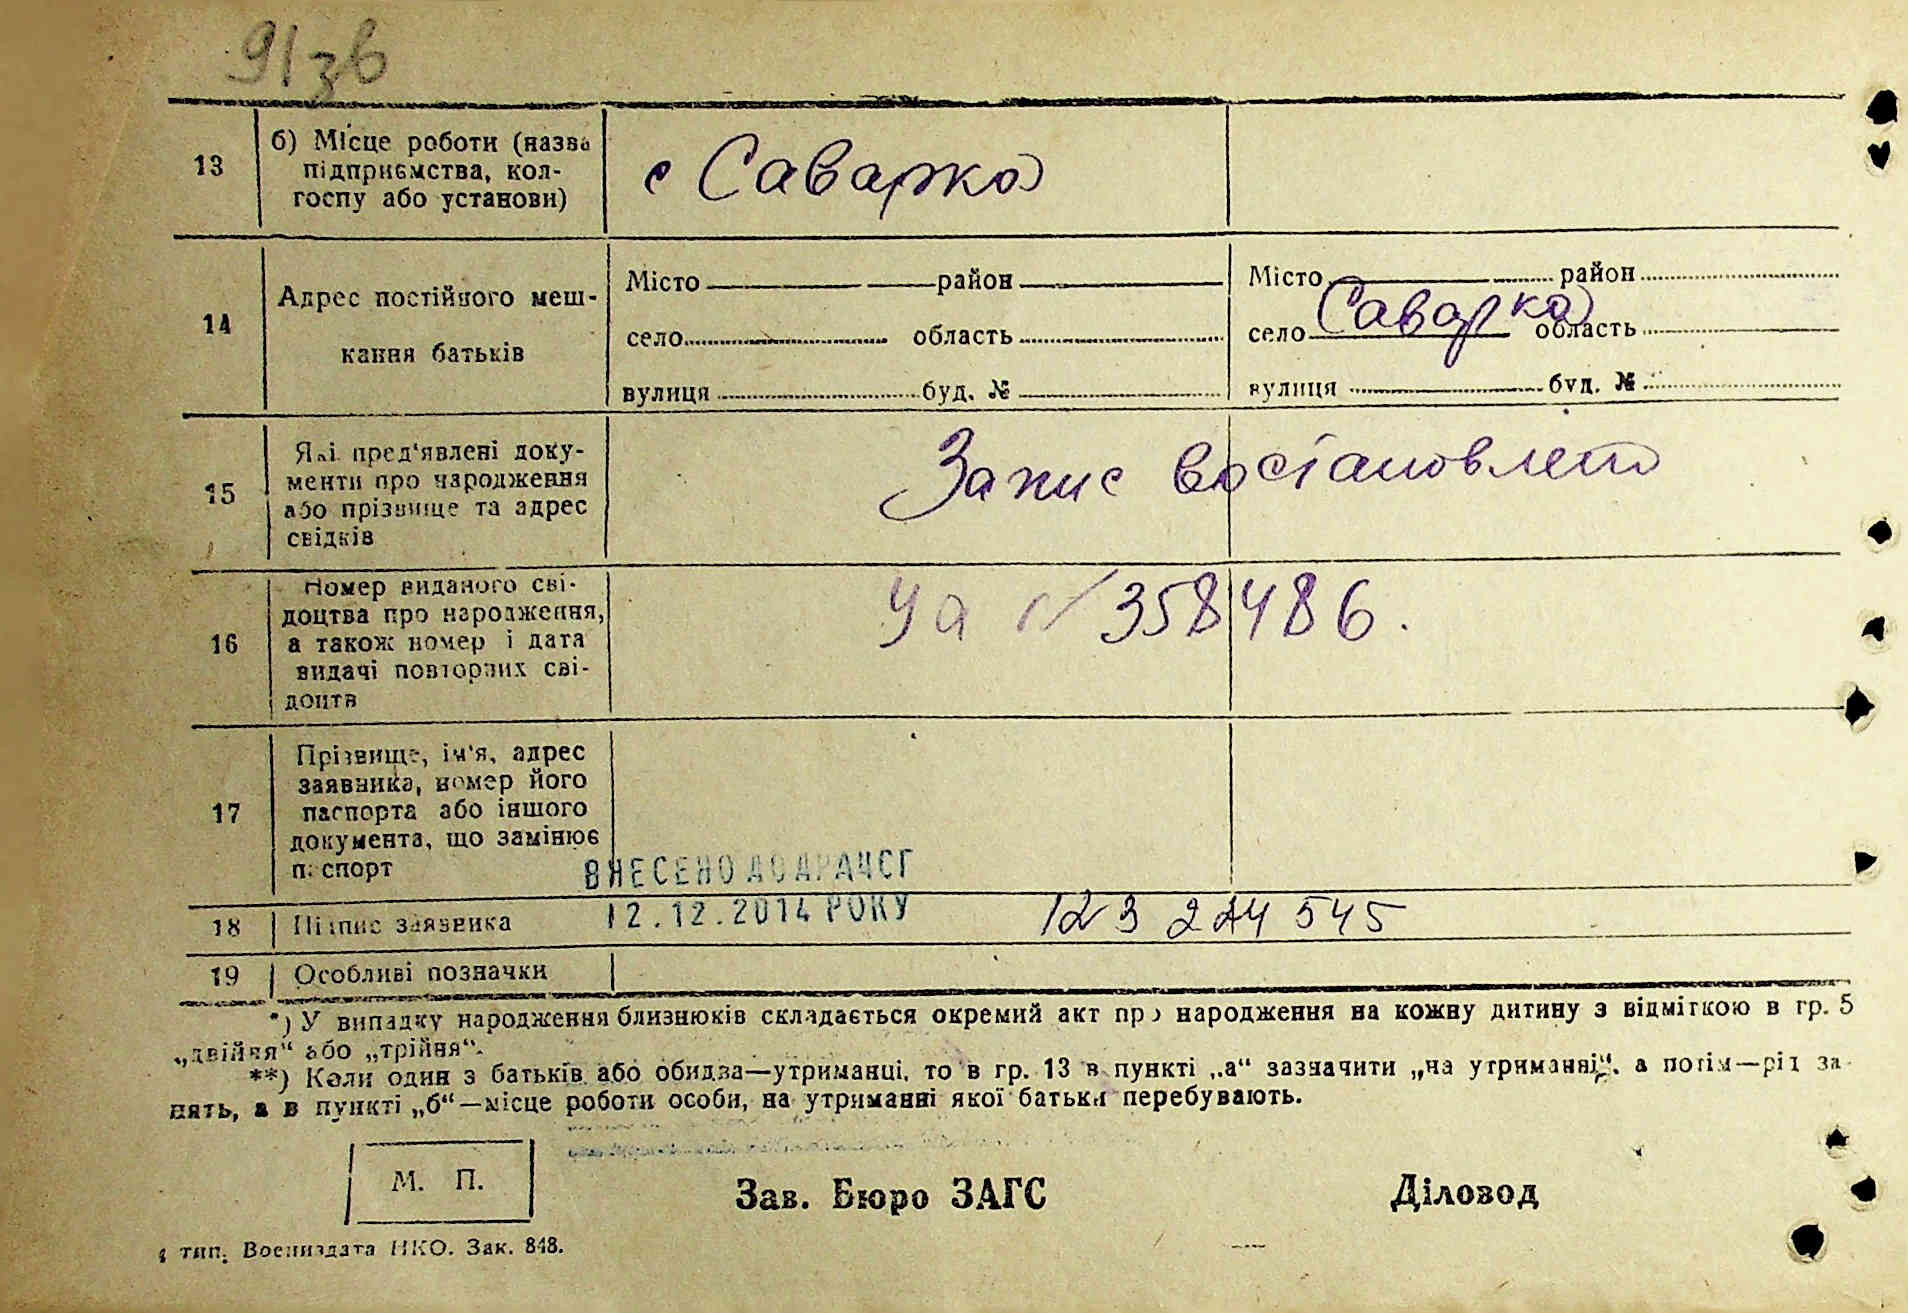 91зв
13
б) Місце роботи (назва
підприємства, кол-
госпу або установи)
с Саварка
14
Адрес постійного меш-
кання батьків
Місто район
село область
вулиця буд. №
Місто район
село Саварка область
вулиця буд. №
15
Які пред'явлені доку-
менти про народження
або прізвище та адрес
свідків
Запис востановлено
16
Номер виданого сві-
доцтва про народження,
а також номер і дата
видачі повторних сві-
доцтв
Уа № 358486.
17
Прізвище, ім'я, адрес
заявника, номер його
паспорта або іншого
документа, що замінює
паспорт
ВНЕСЕНО ДО ДРАЦСГ
12.12.2014 РОКУ
18
Підпис заявника
123 224 545
19
Особливі позначки
*) У випадку народження близнюків складається окремий акт про народження на кожну дитину з відміткою в гр. 5
„двійня“ або „трійня“.
**) Коли один з батьків або обидва—утриманці, то в гр. 13 в пункті „а“ зазначити „на утриманні“, а потім—рід за-
нять, а в пункті „б“—місце роботи особи, на утриманні якої батьки перебувають.
М. П.
Зав. Бюро ЗАГС
Діловод
тип. Воениздата НКО. Зак. 848.